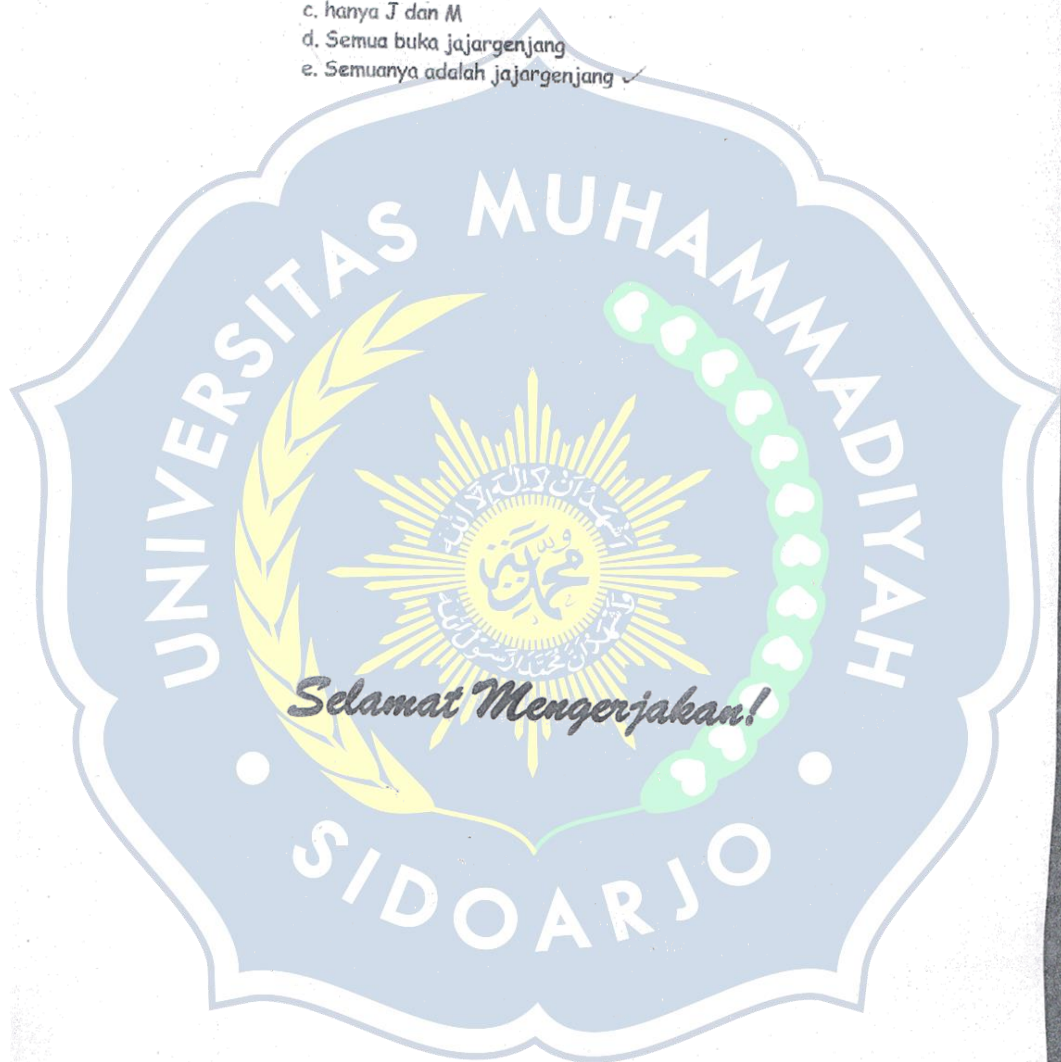 c. hanya J dan M
d. Semua buka jajargenjang
e. Semuanya adalah jajargenjang ✓
UNIVERSITAS MUHAMMADIYAH
Selamat Mengerjakan!
SIDOARJO